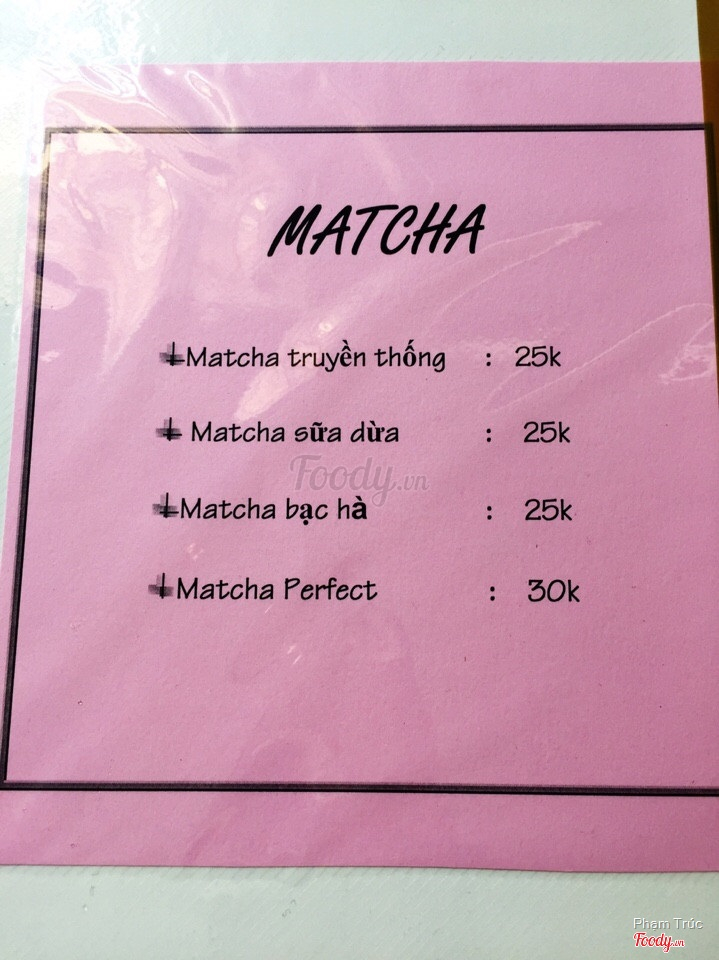 MATCHA
Matcha truyền thống : 25k
Matcha sữa dừa : 25k
Foody.vn
Matcha bạc hà : 25k
Matcha Perfect : 30k
Pham Trúc
Foody.vn